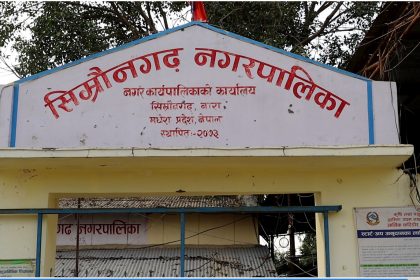 सिम्रौनगढ़ नगरपालिका
नगर कार्यपालिकाको कार्यालय
सिम्रौनगढ, बारा
मधेश प्रदेश, नेपाल
स्थापित:-२०७३
गढ़ नगरपालिका